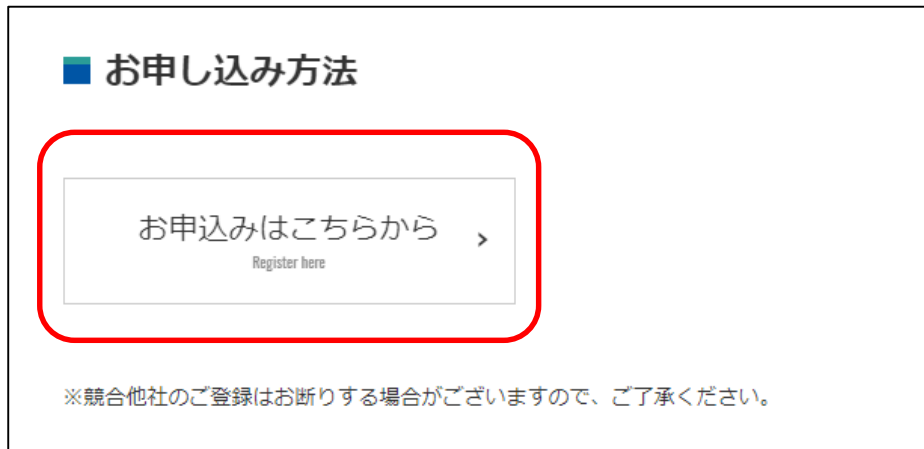 お申し込み方法
お申込みはこちらから
Register here
※競合他社のご登録はお断りする場合がございますので、ご了承ください。